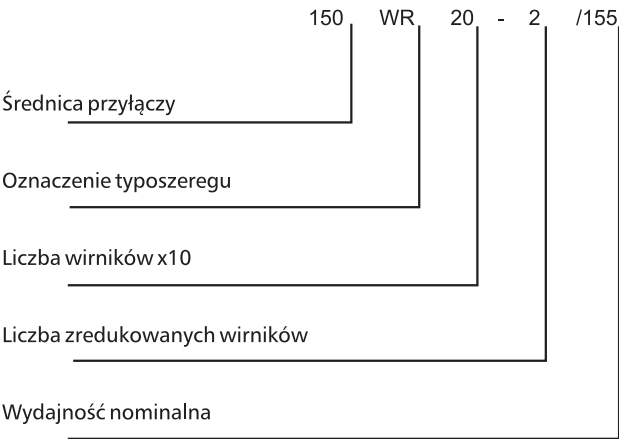 150 WR 20 - 2 /155
Średnica przyłączy
Oznaczenie typoszeregu
Liczba wirników x10
Liczba zredukowanych wirników
Wydajność nominalna